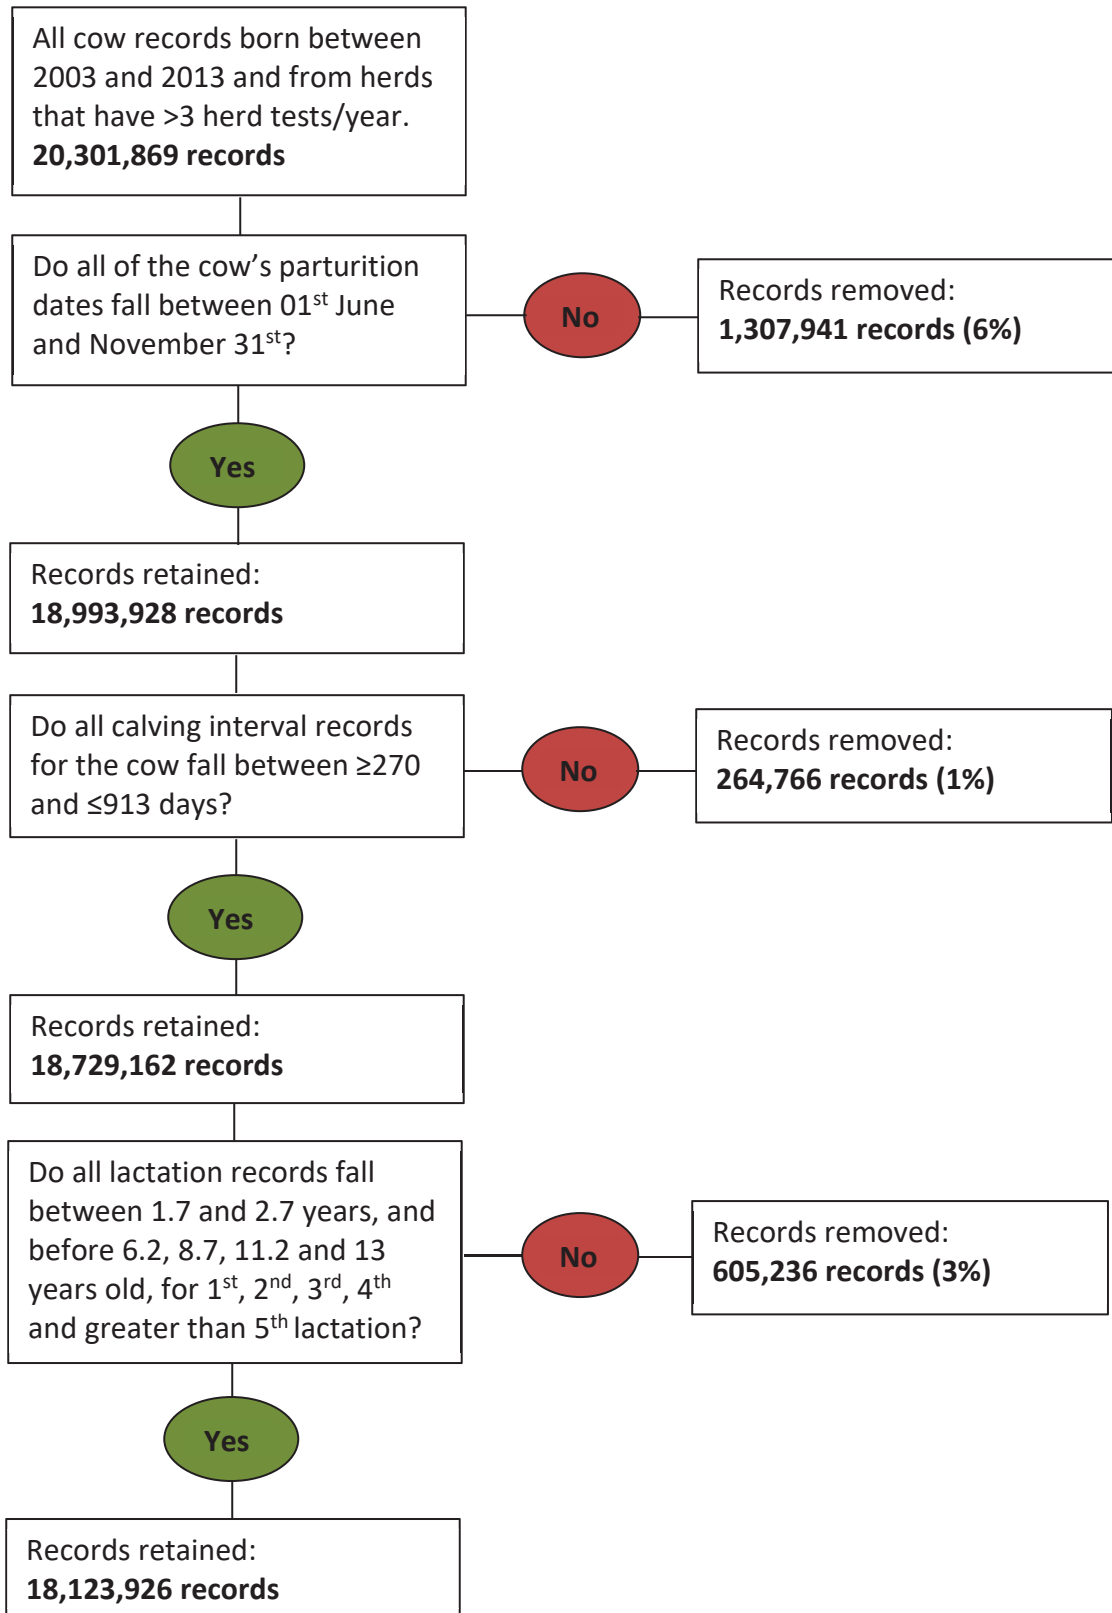 All cow records born between
2003 and 2013 and from herds
that have >3 herd tests/year.
20,301,869 records
Do all of the cow’s parturition
dates fall between 01st June
and November 31st?
No
Records removed:
1,307,941 records (6%)
Yes
Records retained:
18,993,928 records
Do all calving interval records
for the cow fall between ≥270
and ≤913 days?
No
Records removed:
264,766 records (1%)
Yes
Records retained:
18,729,162 records
Do all lactation records fall
between 1.7 and 2.7 years, and
before 6.2, 8.7, 11.2 and 13
years old, for 1st, 2nd, 3rd, 4th
and greater than 5th lactation?
No
Records removed:
605,236 records (3%)
Yes
Records retained:
18,123,926 records